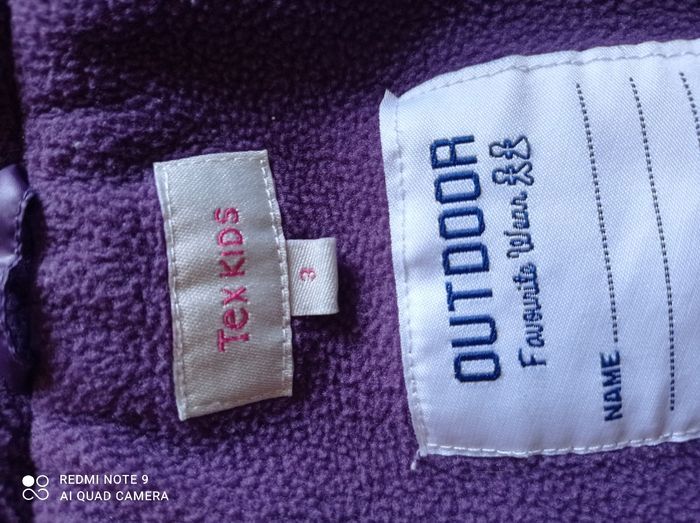 Tex KIDS
3
OUTDOOR
Favourite Wear
NAME
REDMI NOTE 9
AI QUAD CAMERA